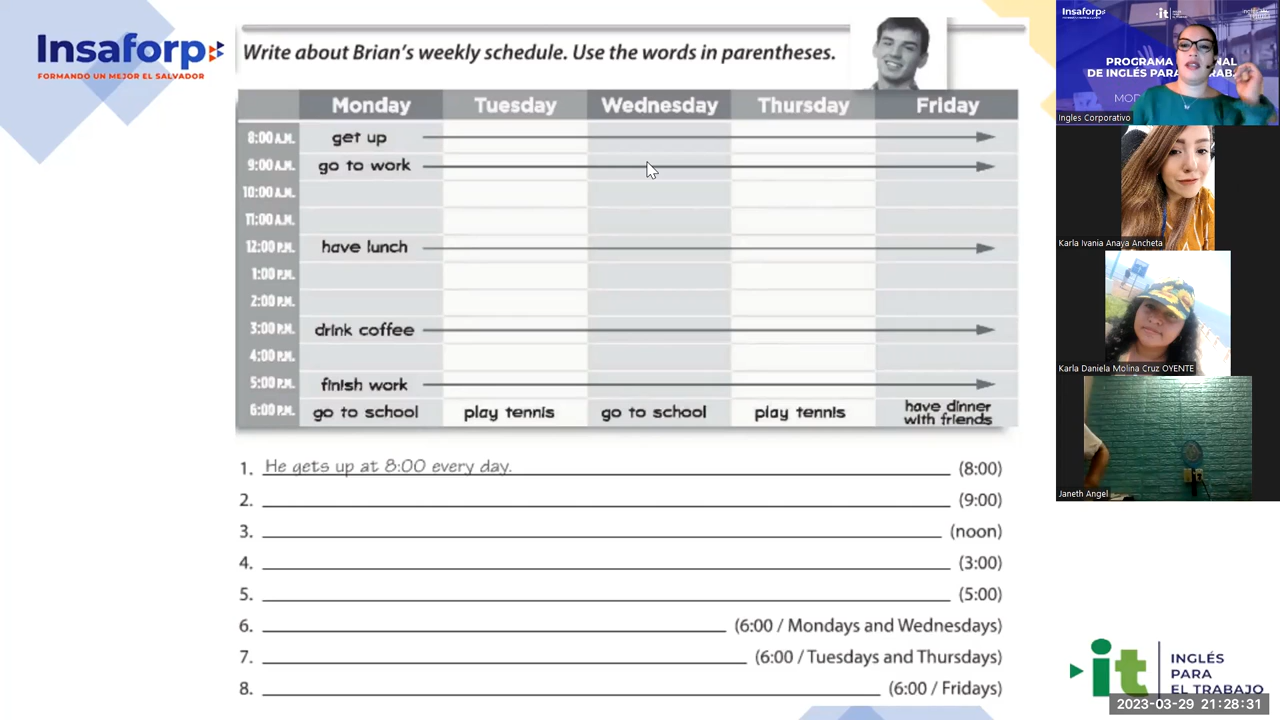 Insaforp
FORMANDO UN MEJOR EL SALVADOR
Write about Brian's weekly schedule. Use the words in parentheses.
Monday Tuesday Wednesday Thursday Friday
8:00 A.M. get up
9:00 A.M. go to work
10:00 A.M.
11:00 A.M.
12:00 P.M. have lunch
1:00 P.M.
2:00 P.M.
3:00 P.M. drink coffee
4:00 P.M.
5:00 P.M. finish work
6:00 P.M. go to school play tennis go to school play tennis have dinner
with friends
1. He gets up at 8:00 every day. (8:00)
2. (9:00)
3. (noon)
4. (3:00)
5. (5:00)
6. (6:00 / Mondays and Wednesdays)
7. (6:00 / Tuesdays and Thursdays)
8. (6:00 / Fridays)
Insaforp
it
PROGRAMA
DE INGLÉS PARA
Ingles Corporativo
Karla Ivania Anaya Ancheta
Karla Daniela Molina Cruz OYENTE
Janeth Angel
it
INGLÉS
PARA
EL TRABAJO
2023-03-29 21:28:31